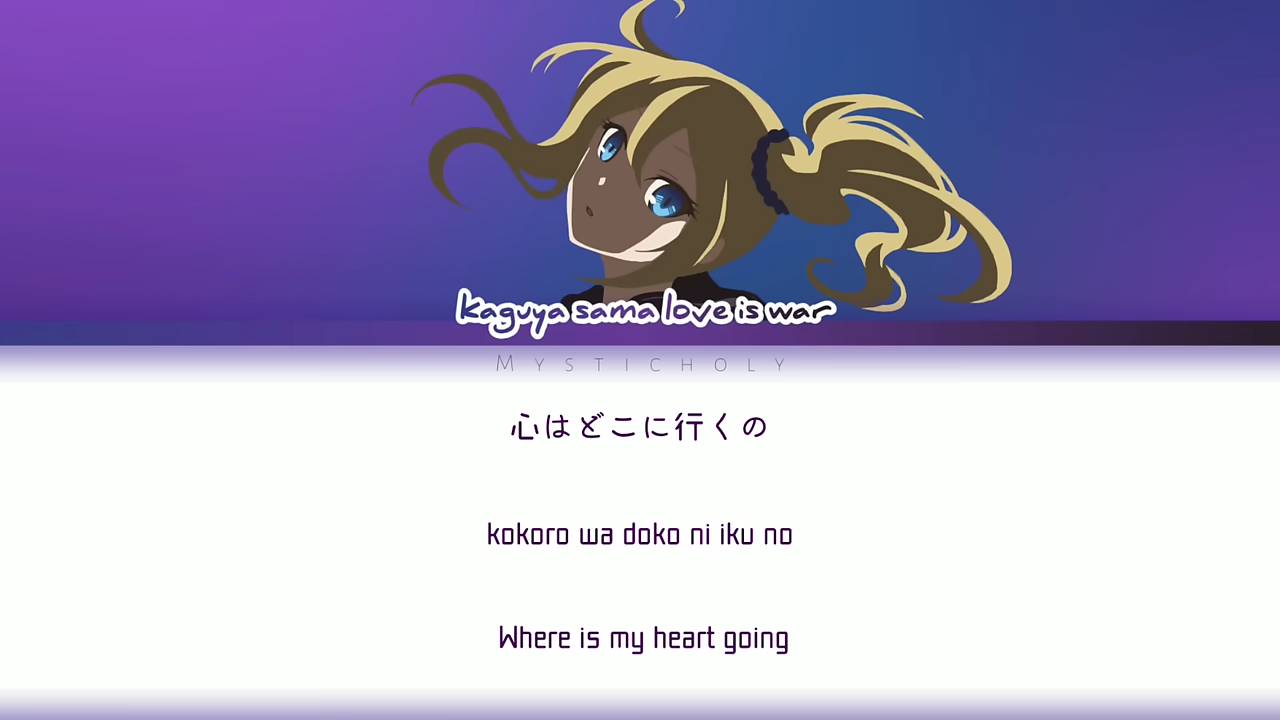 kaguya sama love is war
MYSTICHOLY
心はどこに行くの
kokoro wa doko ni iku no
Where is my heart going